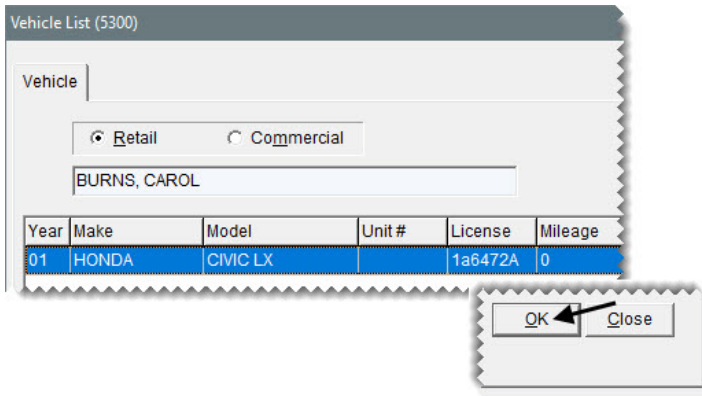 Vehicle List (5300)
Vehicle
Retail Commercial
BURNS, CAROL
Year Make Model Unit # License Mileage
01 HONDA CIVIC LX 1a6472A 0
OK Close